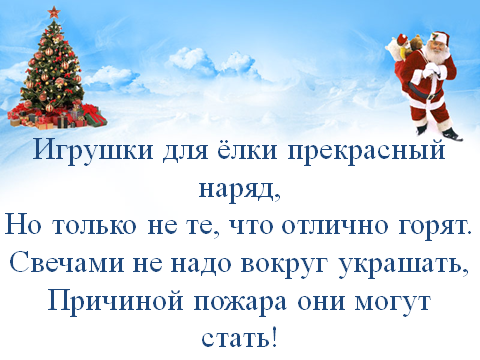 Игрушки для ёлки прекрасный
наряд,
Но только не те, что отлично горят.
Свечами не надо вокруг украшать,
Причиной пожара они могут
стать!